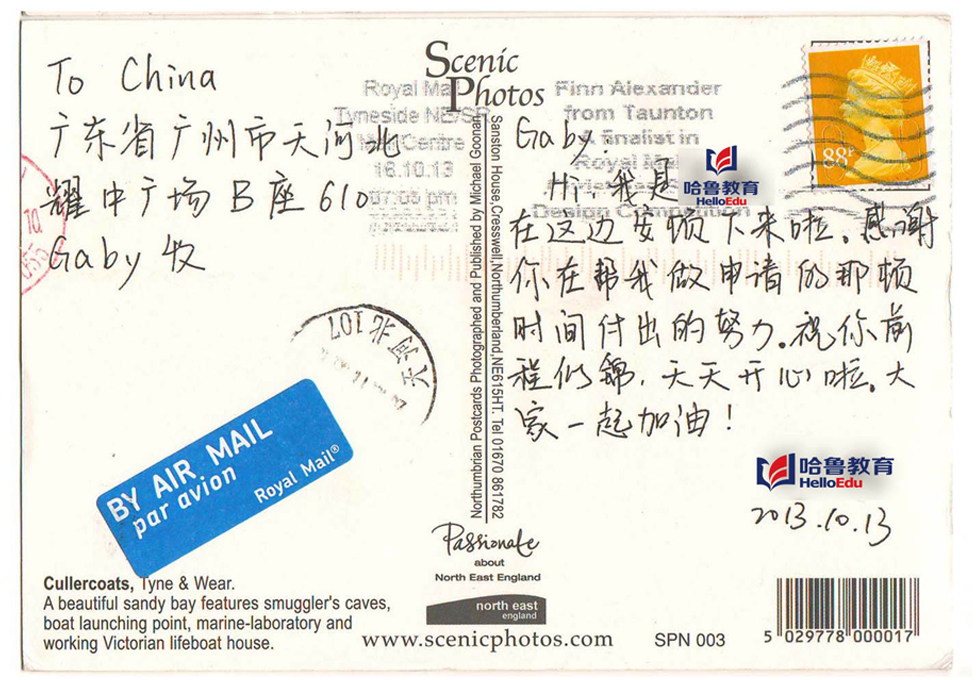 To China
广东省广州市天河北
耀中广场 B座 610
Gaby 收
Scenic
Photos
Royal Mail
Tyneside NE/SR
Mail Centre
16.10.13
07:06 pm
Finn Alexander
from Taunton
A finalist in
Royal Mail
Design Competition
88P
Gaby.
Hi, 我是
哈鲁教育
HelloEdu
在这边安顿下来啦。感谢
你在帮我做申请的那顿
时间付出的努力。祝你前
程似锦，天天开心啦。大
家一起加油！
哈鲁教育
HelloEdu
2013.10.13
天河北 107
BY AIR MAIL
par avion
Royal Mail®
Northumbrian Postcards Photographed and Published by Michael Goonan
Sanston House,Cresswell,Northumberland,NE615HT. Tel 01670 861782
Passionate
about
North East England
north east
england
www.scenicphotos.com
SPN 003
5 029778 000017
Cullercoats, Tyne & Wear.
A beautiful sandy bay features smuggler's caves,
boat launching point, marine-laboratory and
working Victorian lifeboat house.